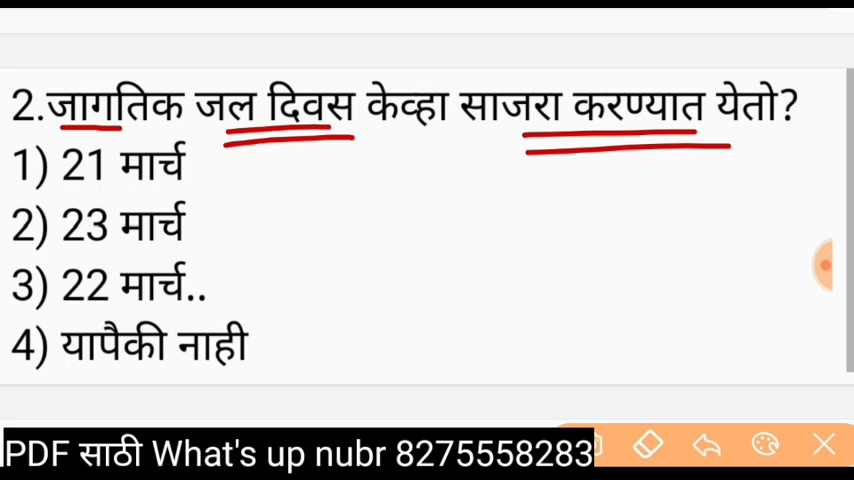 2.जागतिक जल दिवस केव्हा साजरा करण्यात येतो?
1) 21 मार्च
2) 23 मार्च
3) 22 मार्च..
4) यापैकी नाही
PDF साठी What's up nubr 8275558283